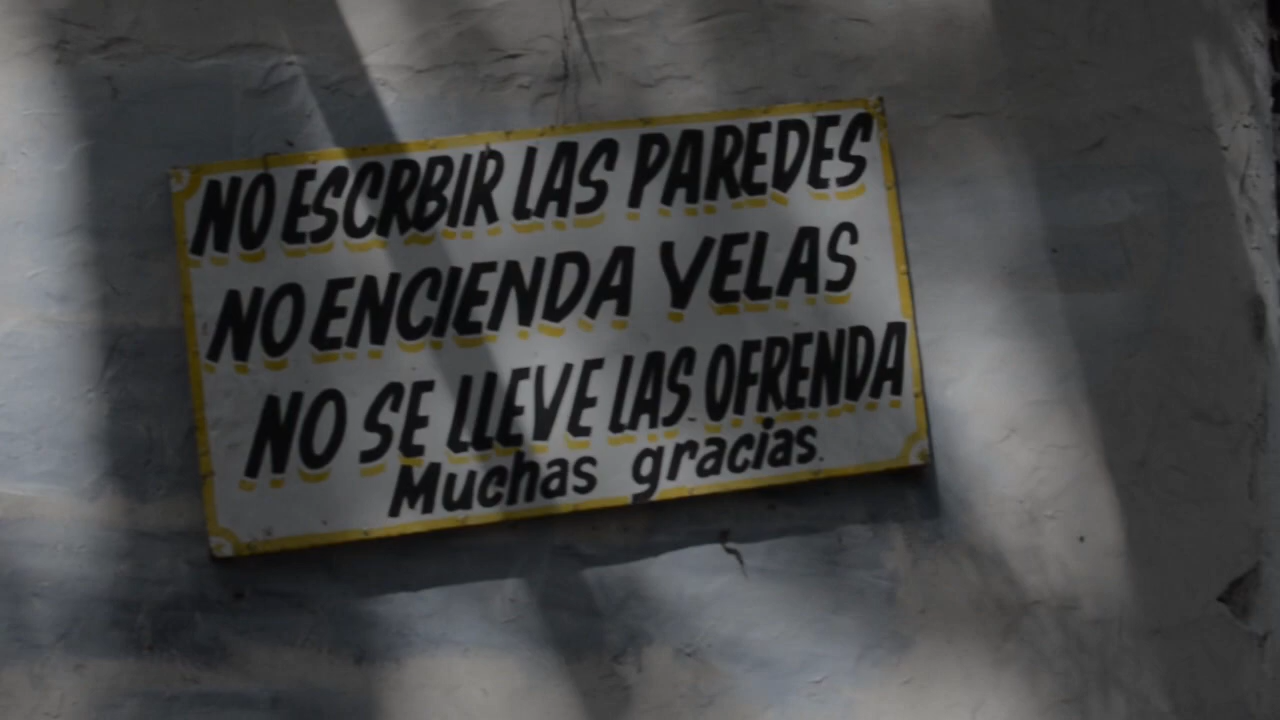 NO ESCRBIR LAS PAREDES
NO ENCIENDA VELAS
NO SE LLEVE LAS OFRENDA
Muchas gracias.